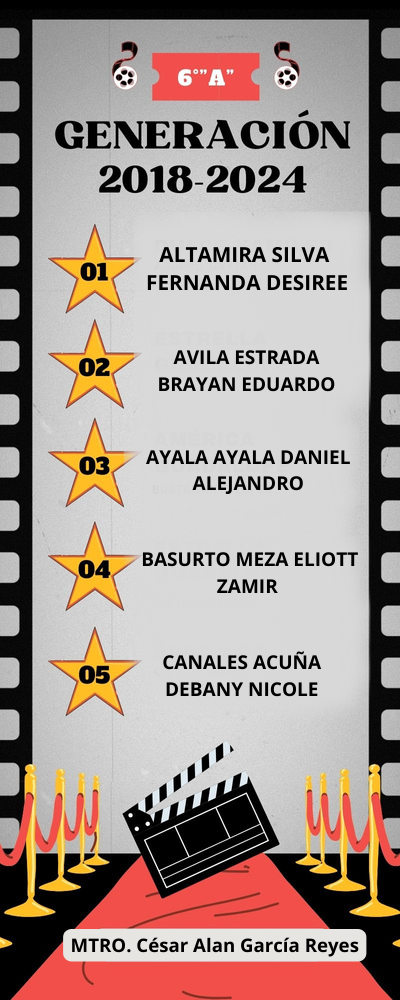 6°"A"
GENERACIÓN
2018-2024
01
ALTAMIRA SILVA
FERNANDA DESIREE
02
AVILA ESTRADA
BRAYAN EDUARDO
03
AYALA AYALA DANIEL
ALEJANDRO
04
BASURTO MEZA ELIOTT
ZAMIR
05
CANALES ACUÑA
DEBANY NICOLE
MTRO. César Alan García Reyes